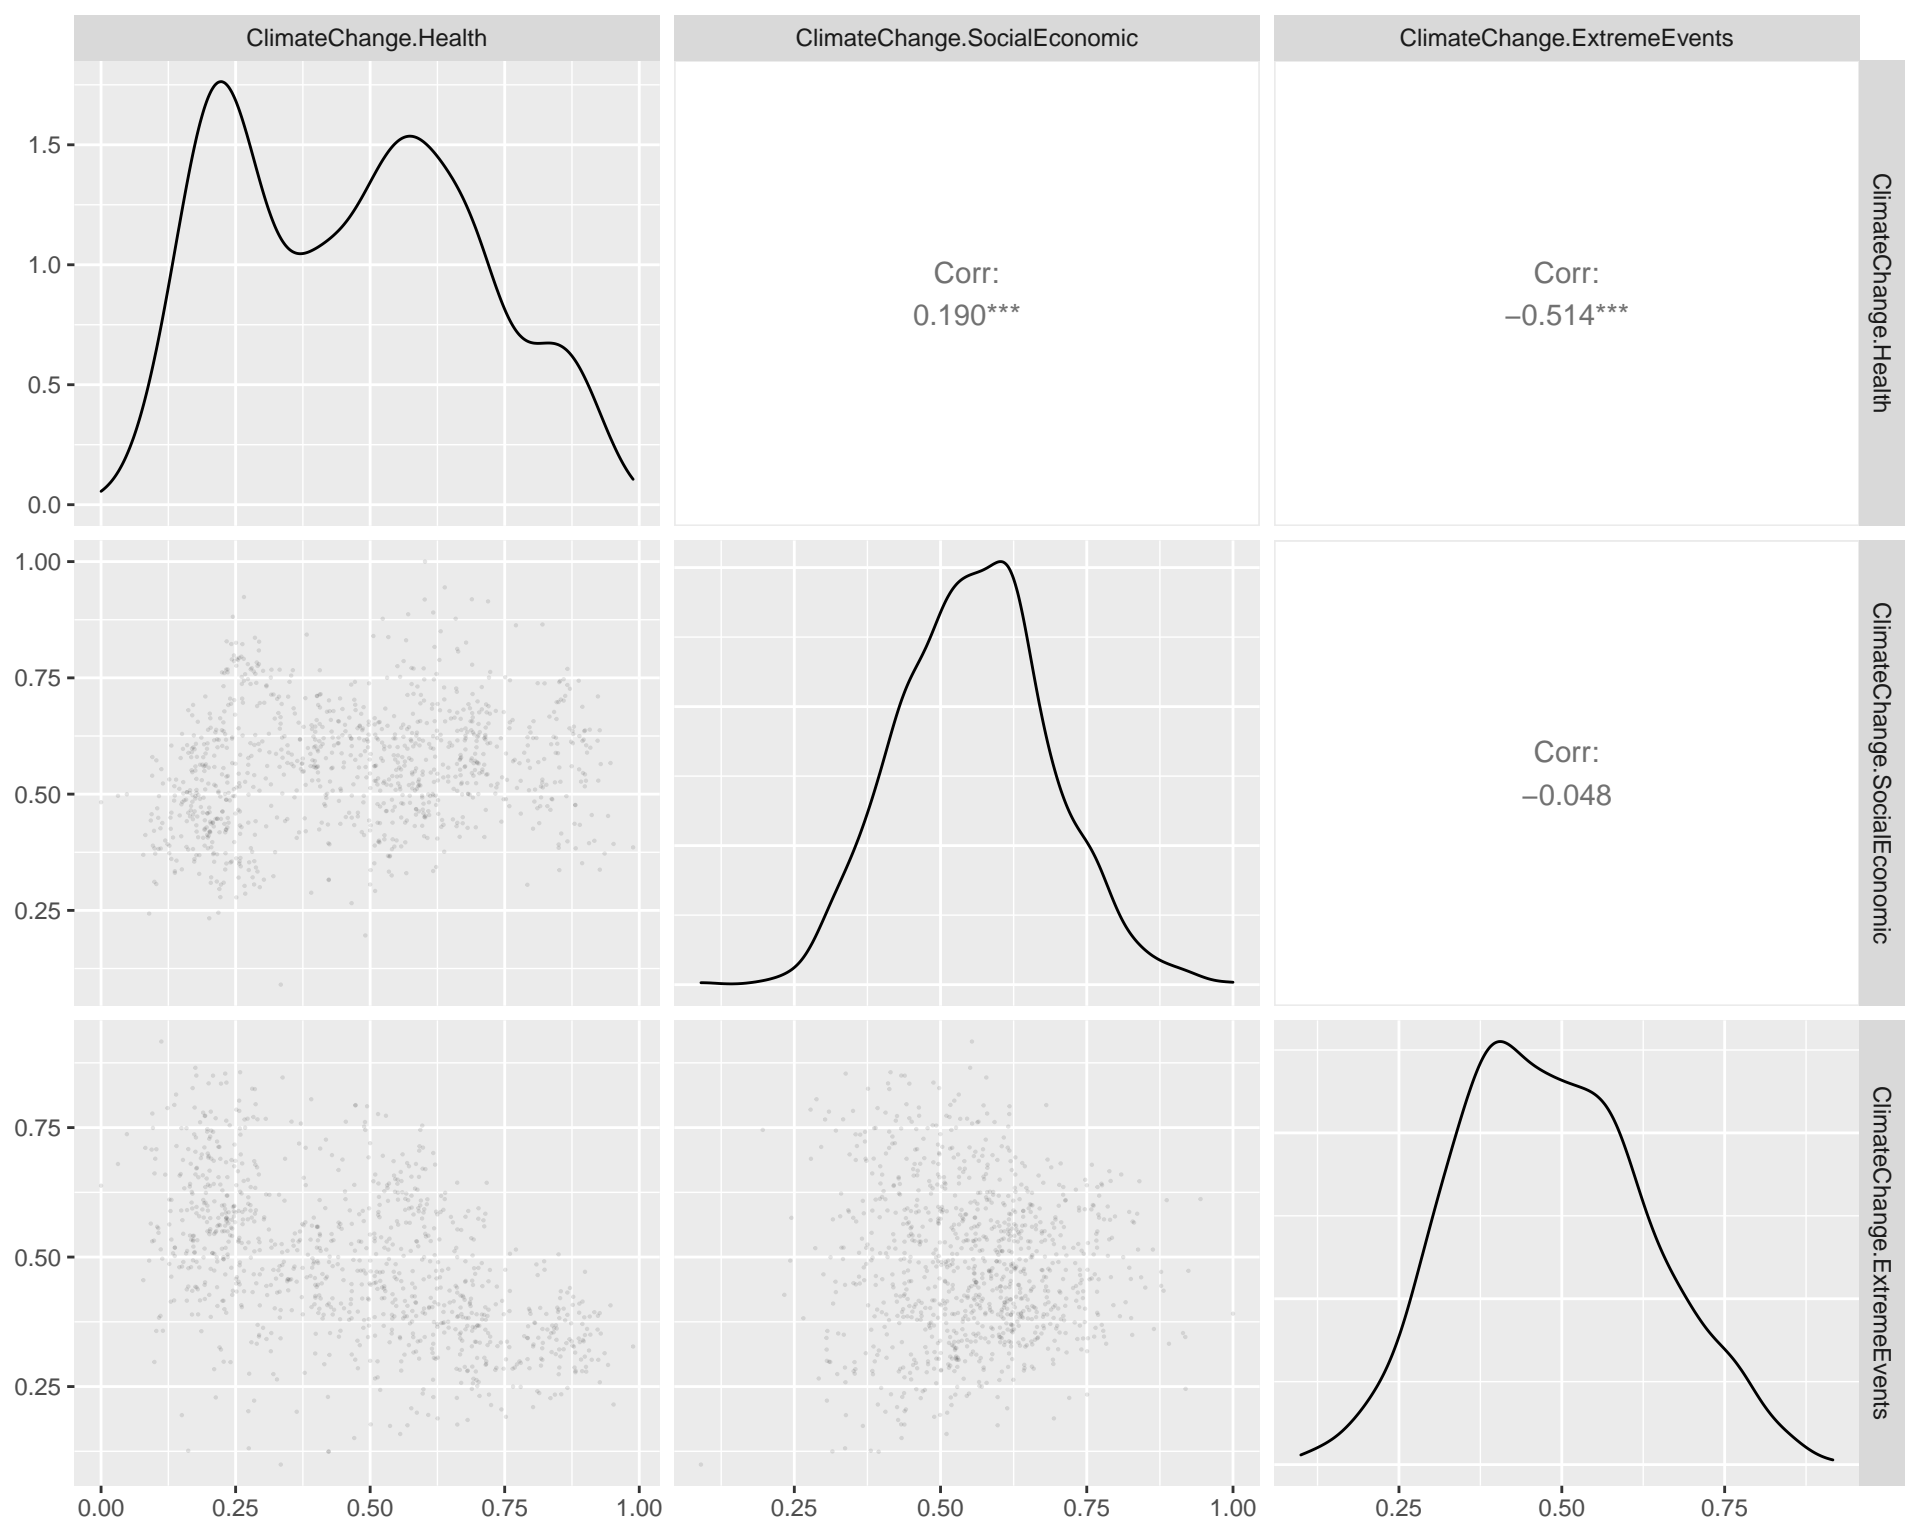 ClimateChange.Health
ClimateChange.SocialEconomic
ClimateChange.ExtremeEvents
1.5
1.0
0.5
0.0
Corr:
0.190***
Corr:
−0.514***
ClimateChange.Health
1.00
0.75
0.50
0.25
Corr:
−0.048
ClimateChange.SocialEconomic
0.75
0.50
0.25
ClimateChange.ExtremeEvents
0.00 0.25 0.50 0.75 1.00
0.25 0.50 0.75 1.00
0.25 0.50 0.75